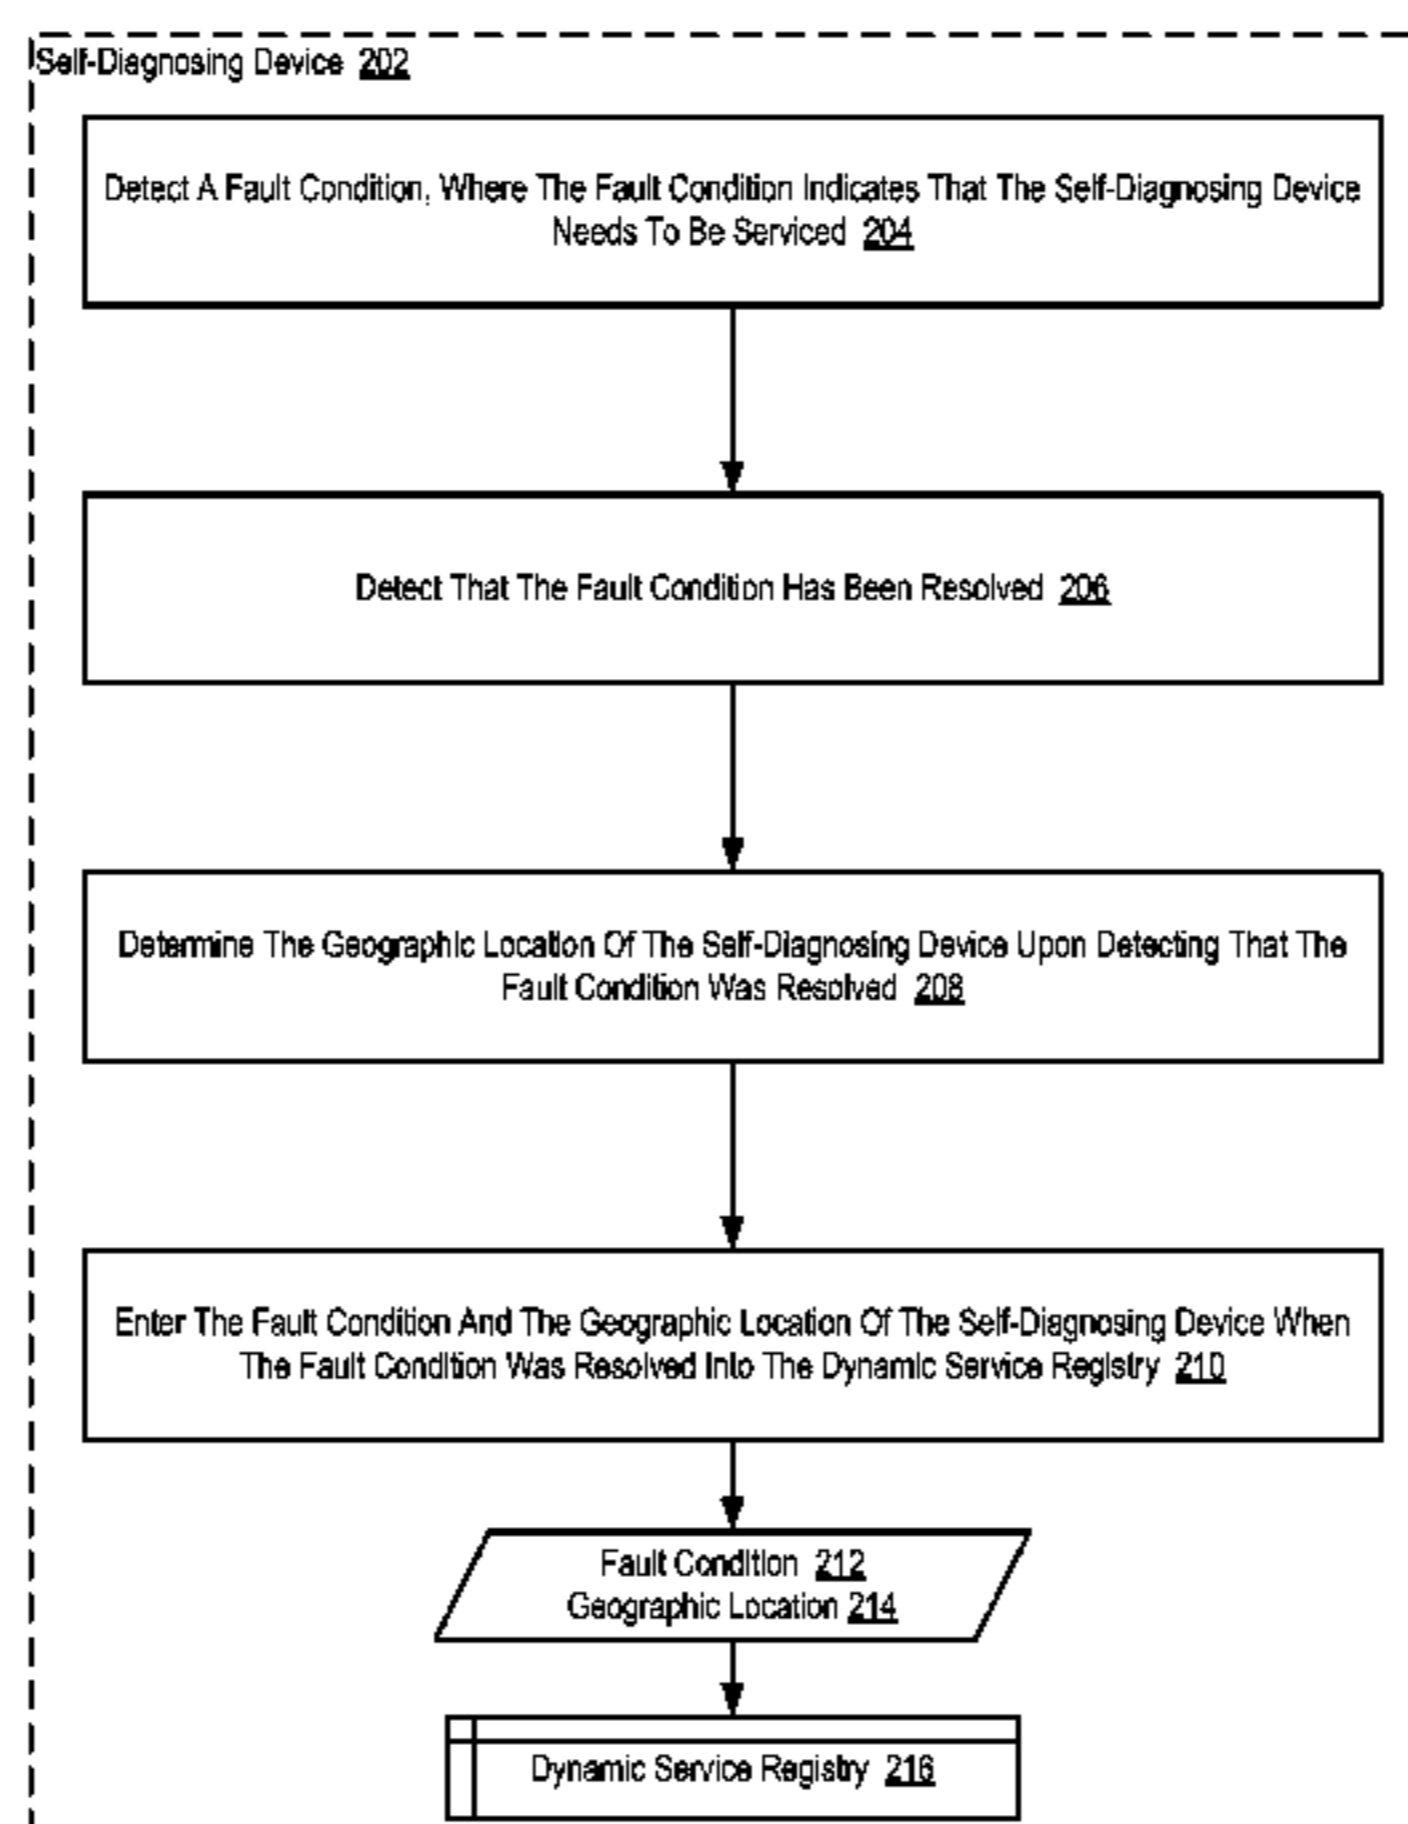 Self-Diagnosing Device 202
Detect A Fault Condition, Where The Fault Condition Indicates That The Self-Diagnosing Device
Needs To Be Serviced 204
Detect That The Fault Condition Has Been Resolved 206
Determine The Geographic Location Of The Self-Diagnosing Device Upon Detecting That The
Fault Condition Was Resolved 208
Enter The Fault Condition And The Geographic Location Of The Self-Diagnosing Device When
The Fault Condition Was Resolved Into The Dynamic Service Registry 210
Fault Condition 212
Geographic Location 214
Dynamic Service Registry 216